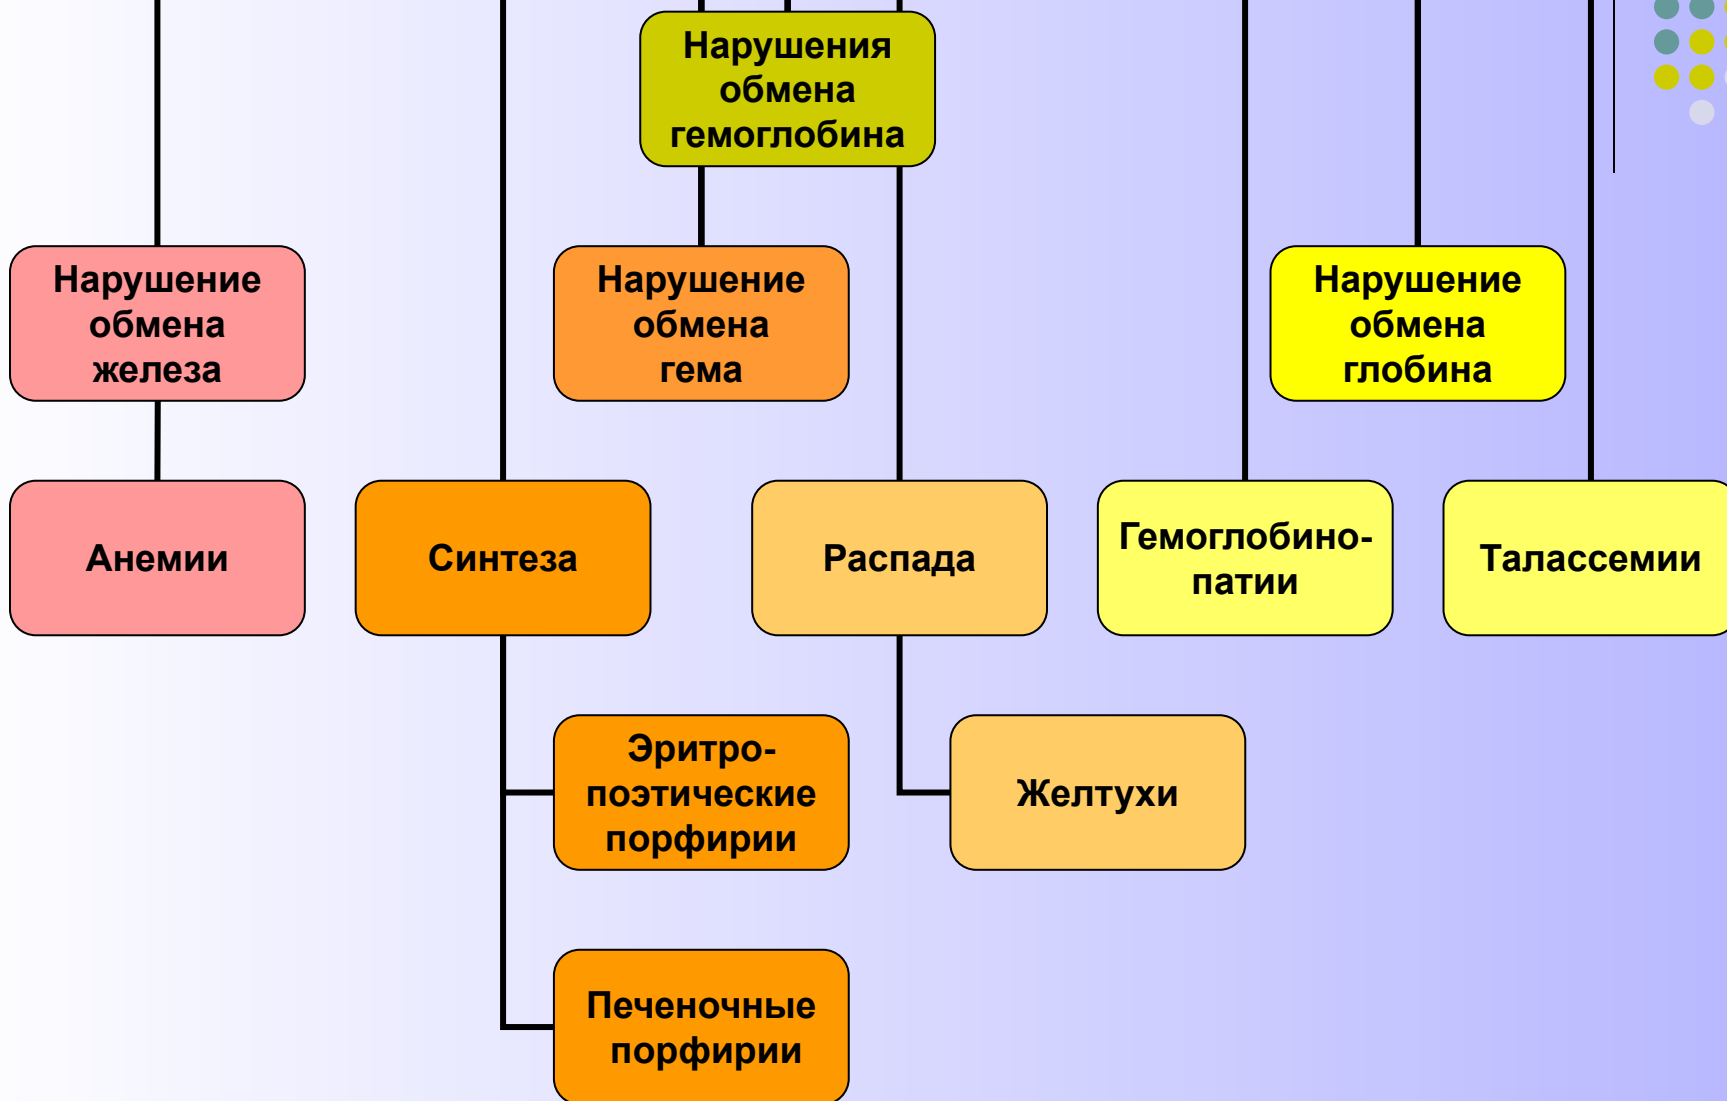 Нарушения
обмена
гемоглобина
Нарушение
обмена
железа
Нарушение
обмена
гема
Нарушение
обмена
глобина
Анемии
Синтеза
Распада
Гемоглобино-
патии
Талассемии
Эритро-
поэтические
порфирии
Желтухи
Печеночные
порфирии